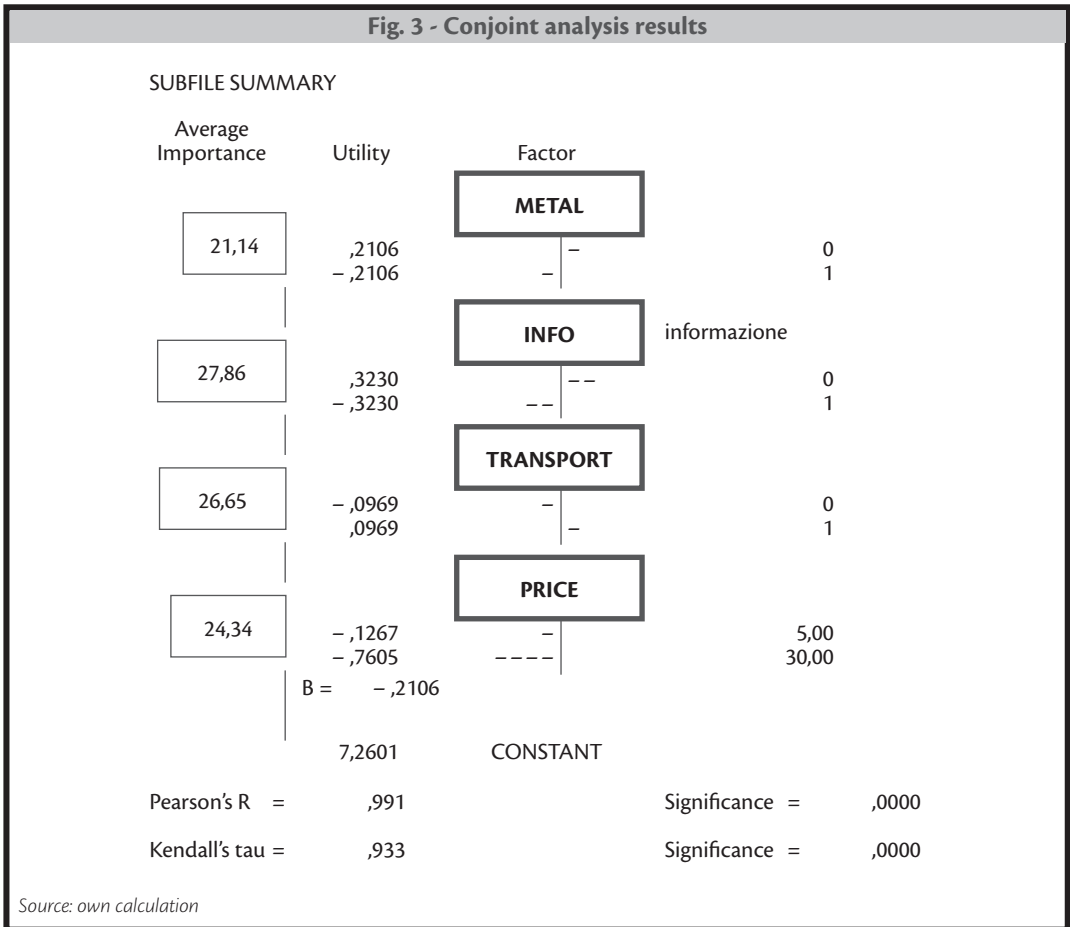 Fig. 3 - Conjoint analysis results
SUBFILE SUMMARY
Average
Importance Utility Factor
METAL
21,14 ,2106 – 0
– ,2106 – 1
INFO informazione
27,86 ,3230 – – 0
– ,3230 – – 1
TRANSPORT
26,65 – ,0969 – 0
,0969 – 1
PRICE
24,34 – ,1267 – 5,00
– ,7605 – – – – 30,00
B = – ,2106
7,2601 CONSTANT
Pearson's R = ,991 Significance = ,0000
Kendall's tau = ,933 Significance = ,0000
Source: own calculation